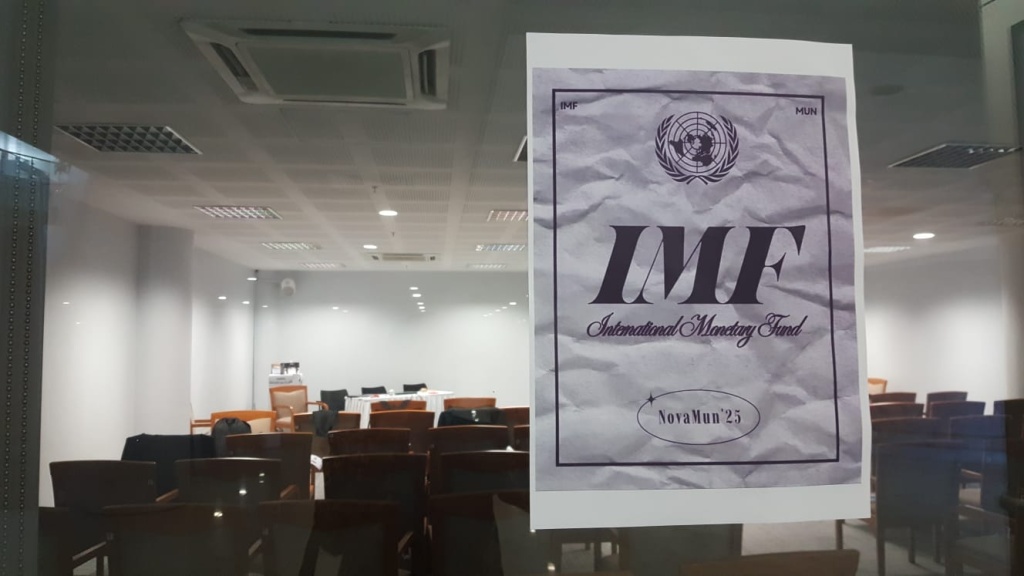 IMF
MUN
IMF
International Monetary Fund
NovaMun'25